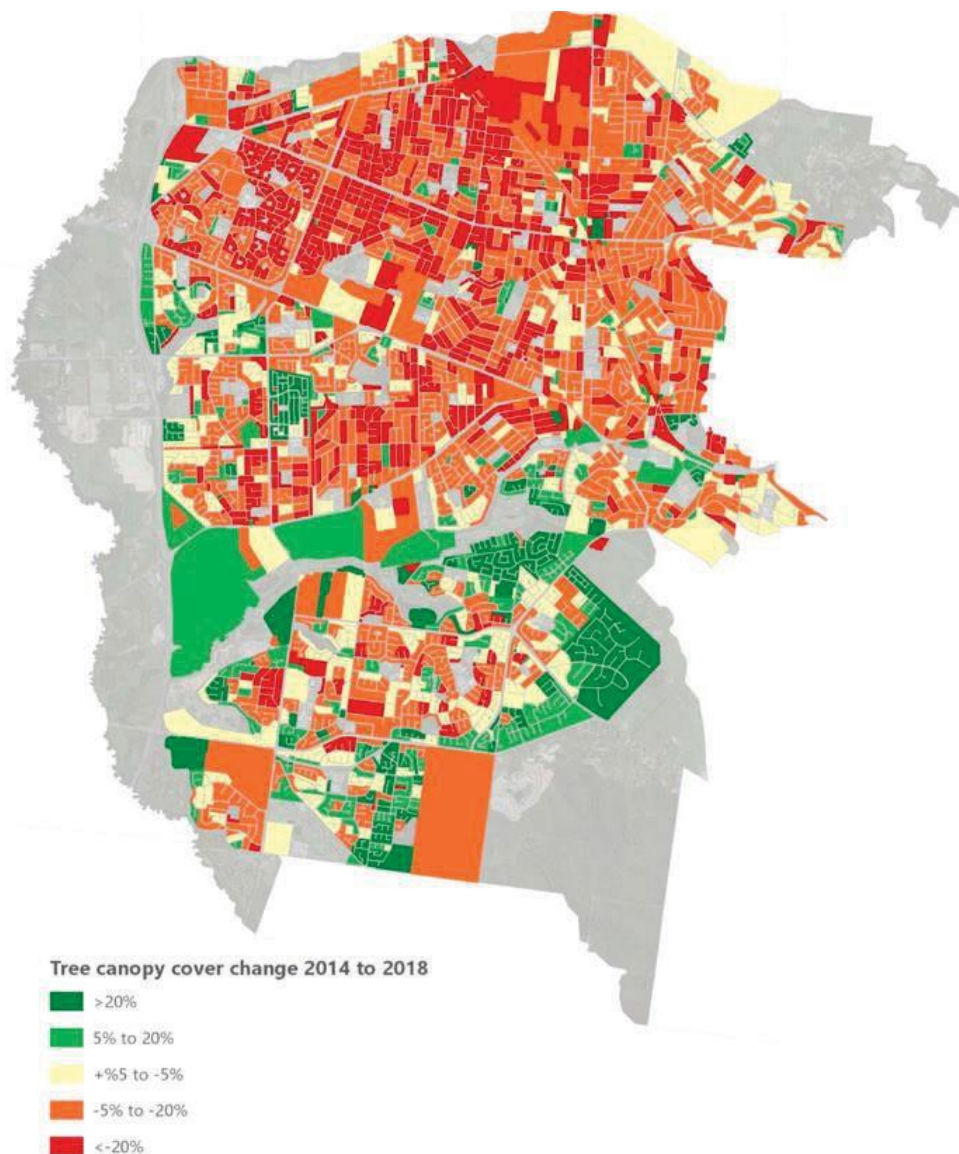 Tree canopy cover change 2014 to 2018
>20%
5% to 20%
+%5 to -5%
-5% to -20%
<-20%